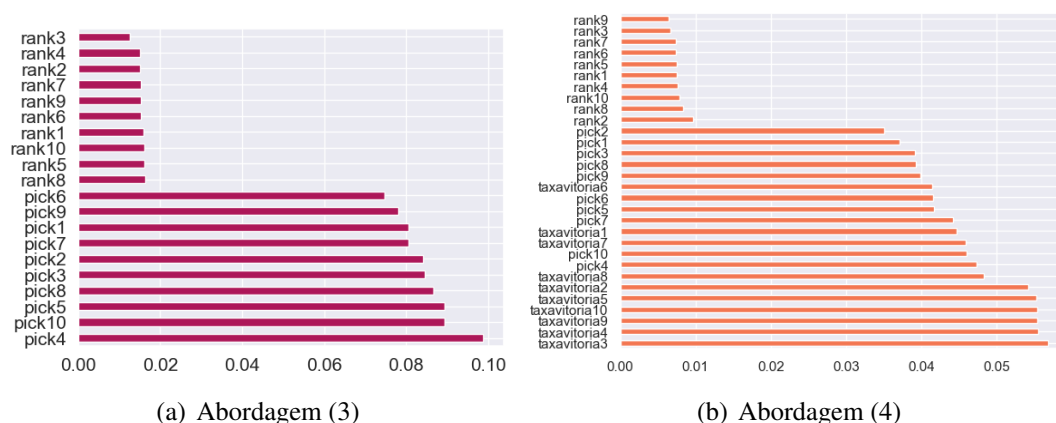 rank3
rank4
rank2
rank7
rank9
rank6
rank1
rank10
rank5
rank8
pick6
pick9
pick1
pick7
pick2
pick3
pick8
pick5
pick10
pick4
0.00 0.02 0.04 0.06 0.08 0.10
(a) Abordagem (3)
rank9
rank3
rank7
rank6
rank5
rank1
rank4
rank10
rank8
rank2
pick2
pick1
pick3
pick8
pick9
taxavitoria6
pick6
pick5
pick7
taxavitoria1
taxavitoria7
pick10
pick4
taxavitoria8
taxavitoria2
taxavitoria5
taxavitoria10
taxavitoria9
taxavitoria4
taxavitoria3
0.00 0.01 0.02 0.03 0.04 0.05
(b) Abordagem (4)